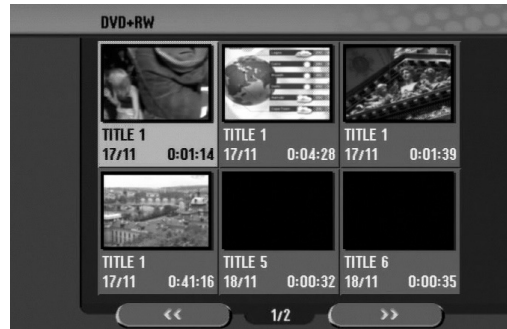 DVD+RW
TITLE 1
17/11 0:01:14
TITLE 1
17/11 0:04:28
TITLE 1
17/11 0:01:39
TITLE 1
17/11 0:41:16
TITLE 5
18/11 0:00:32
TITLE 6
18/11 0:00:35
<< 1/2 >>